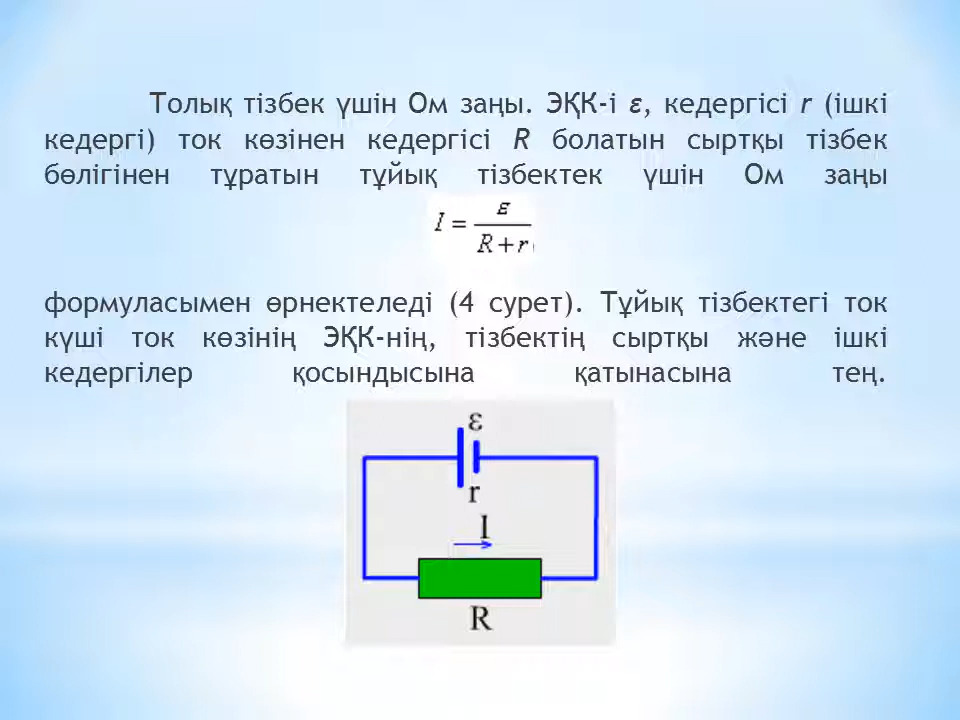 Толық тізбек үшін Ом заңы. ЭҚК-і ε, кедергісі r (ішкі
кедергі) ток көзінен кедергісі R болатын сыртқы тізбек
бөлігінен тұратын тұйық тізбектек үшін Ом заңы
I = ε / (R + r)
формуласымен өрнектеледі (4 сурет). Тұйық тізбектегі ток
күші ток көзінің ЭҚК-нің, тізбектің сыртқы және ішкі
кедергілер қосындысына қатынасына тең.
ε
r
I
R